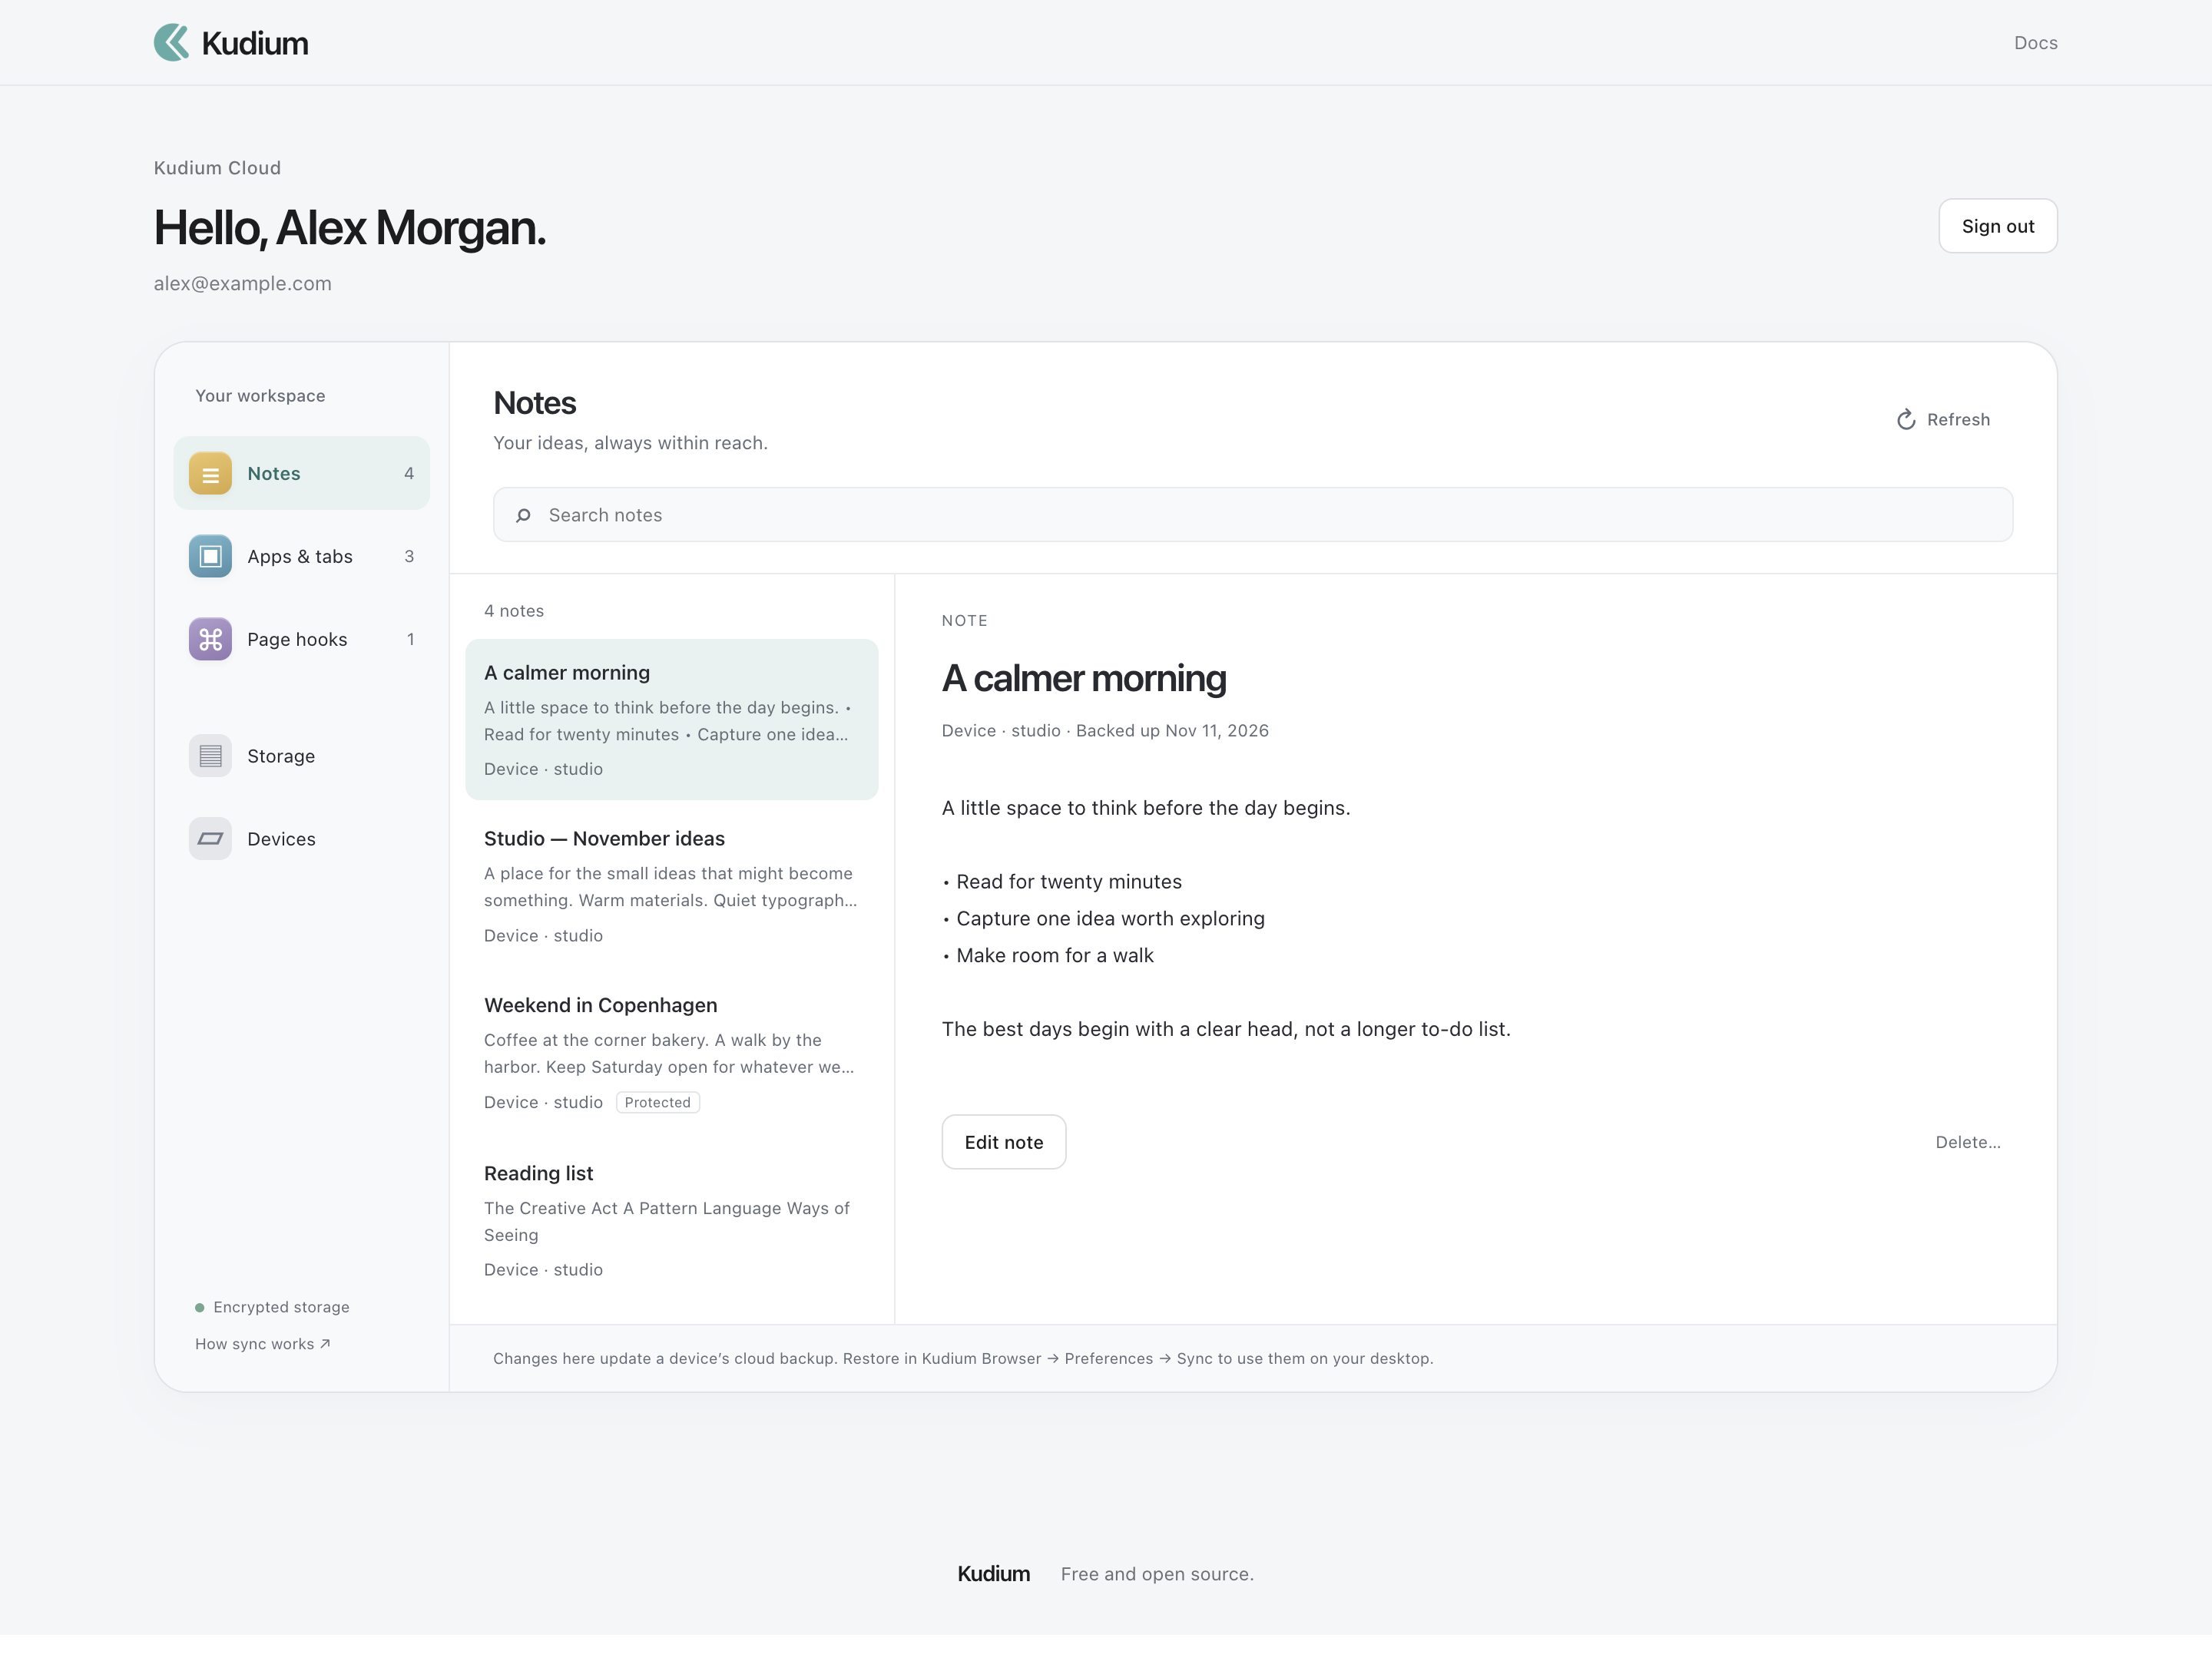 Kudium
Docs
Kudium Cloud
Hello, Alex Morgan.
Sign out
alex@example.com
Your workspace
Notes 4
Apps & tabs 3
Page hooks 1
Storage
Devices
Encrypted storage
How sync works ↗
Notes
Your ideas, always within reach.
Refresh
Search notes
4 notes
A calmer morning
A little space to think before the day begins. •
Read for twenty minutes • Capture one idea…
Device · studio
Studio — November ideas
A place for the small ideas that might become
something. Warm materials. Quiet typograph…
Device · studio
Weekend in Copenhagen
Coffee at the corner bakery. A walk by the
harbor. Keep Saturday open for whatever we…
Device · studio Protected
Reading list
The Creative Act A Pattern Language Ways of
Seeing
Device · studio
NOTE
A calmer morning
Device · studio · Backed up Nov 11, 2026
A little space to think before the day begins.
• Read for twenty minutes
• Capture one idea worth exploring
• Make room for a walk
The best days begin with a clear head, not a longer to-do list.
Edit note
Delete…
Changes here update a device’s cloud backup. Restore in Kudium Browser → Preferences → Sync to use them on your desktop.
Kudium Free and open source.